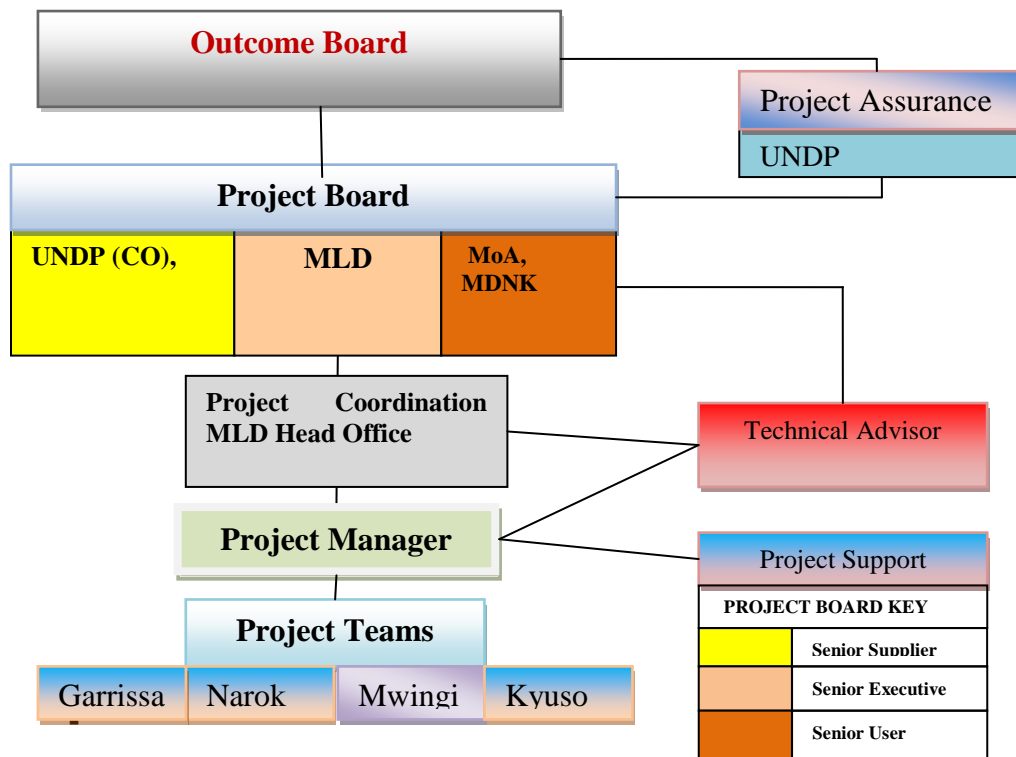 Outcome Board
Project Assurance
UNDP
Project Board
UNDP (CO),
MLD
MoA,
MDNK
Project Coordination
MLD Head Office
Technical Advisor
Project Manager
Project Support
PROJECT BOARD KEY
Senior Supplier
Senior Executive
Senior User
Project Teams
Garrissa
Narok
Mwingi
Kyuso